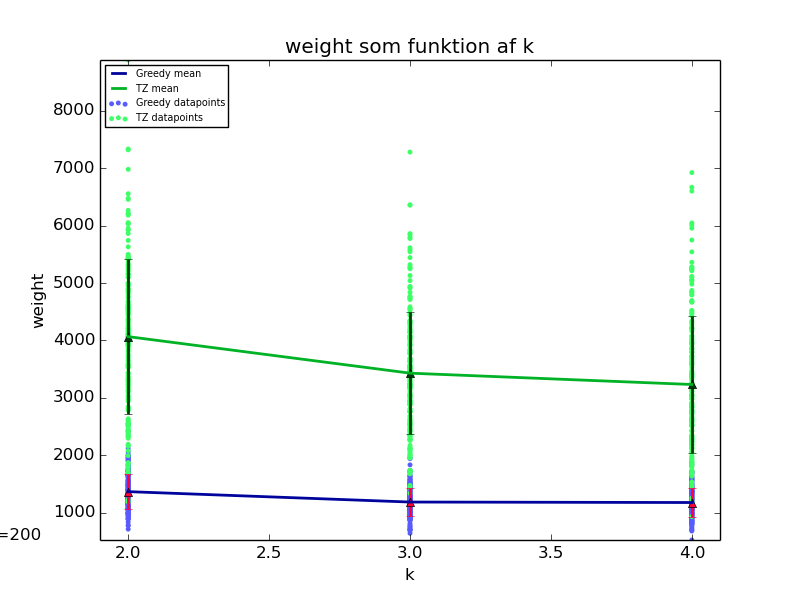 weight som funktion af k
Greedy mean
TZ mean
Greedy datapoints
TZ datapoints
8000
7000
6000
5000
4000
3000
2000
1000
weight
=200
2.0 2.5 3.0 3.5 4.0
k